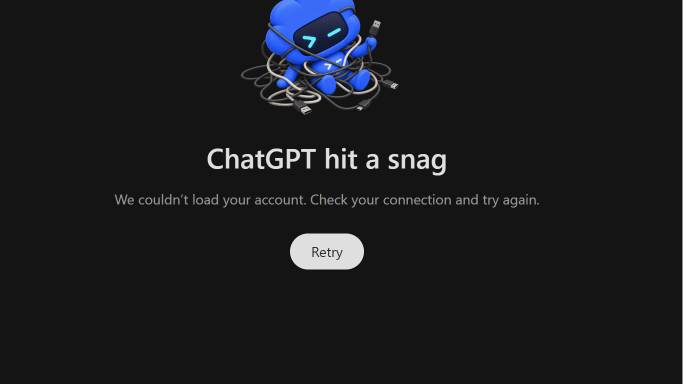 ChatGPT hit a snag
We couldn't load your account. Check your connection and try again.
Retry